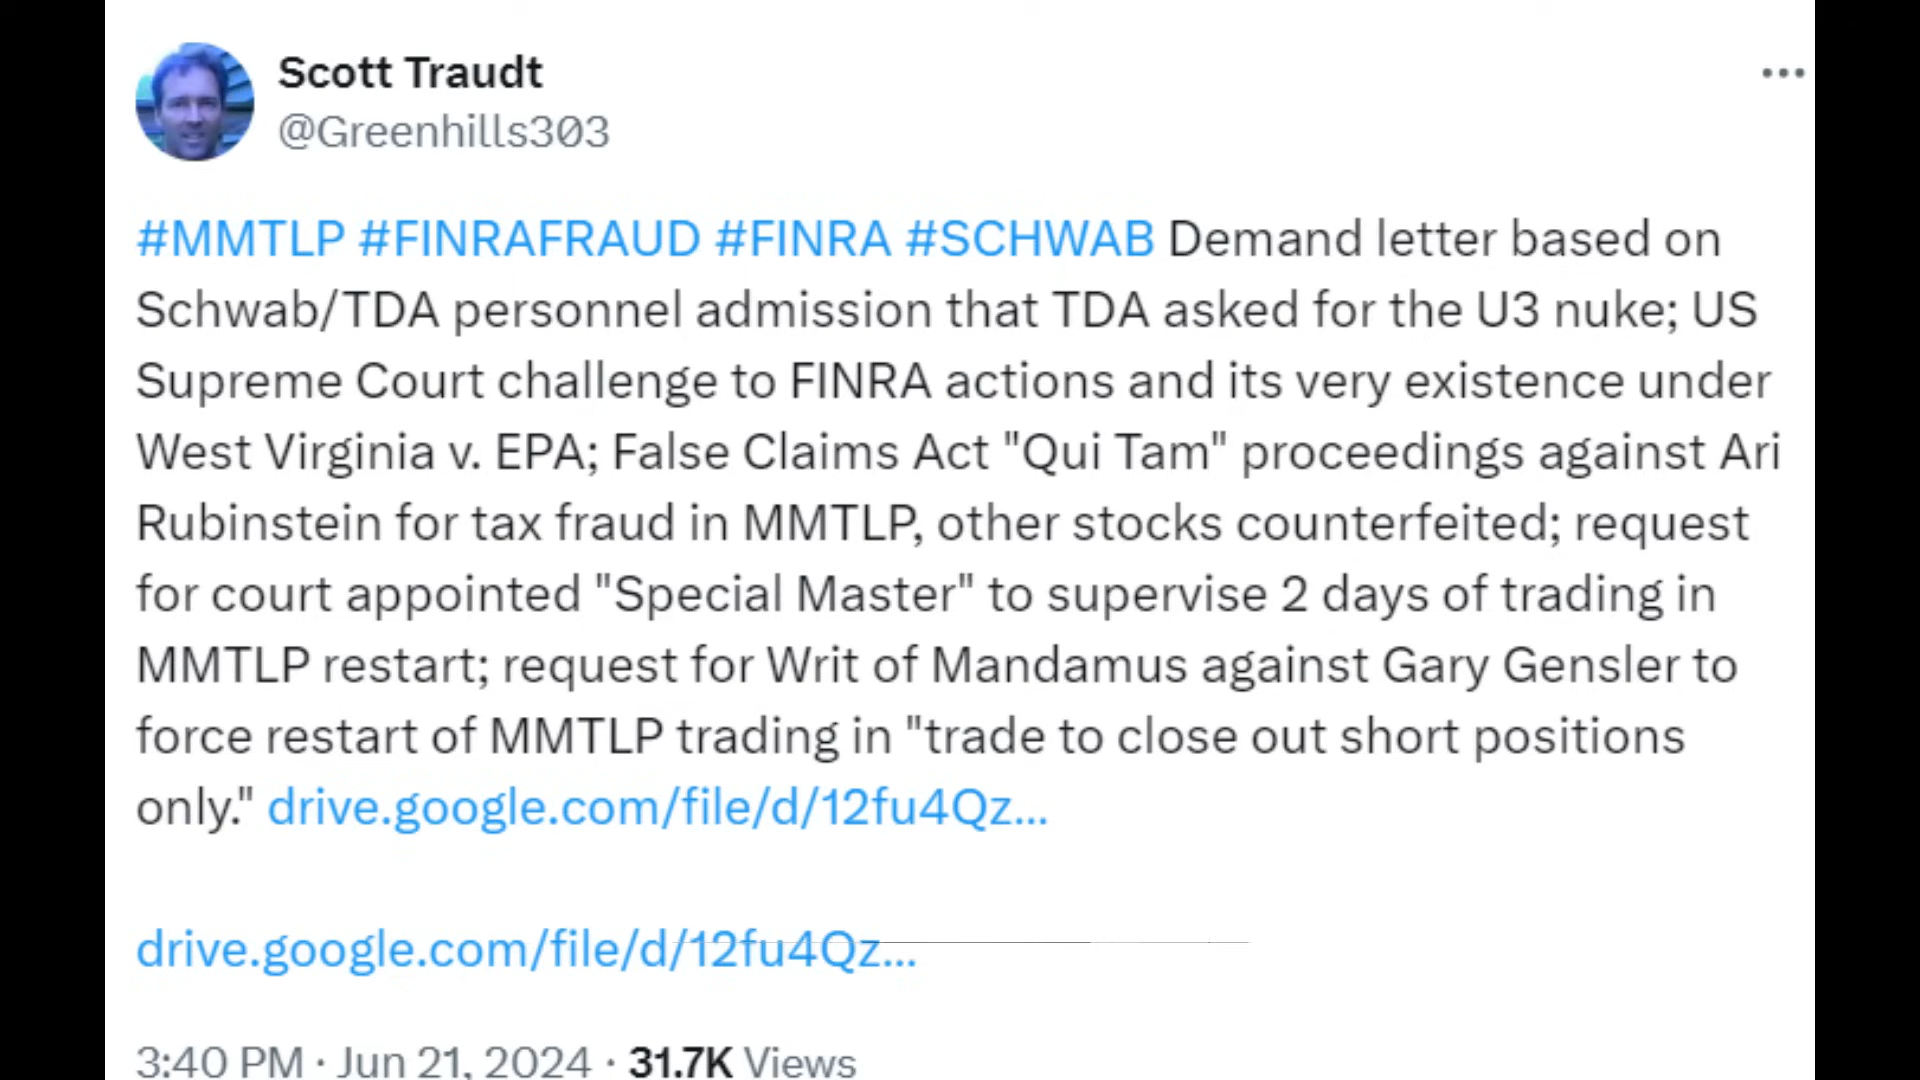 Scott Traudt
@Greenhills303
#MMTLP #FINRAFRAUD #FINRA #SCHWAB Demand letter based on
Schwab/TDA personnel admission that TDA asked for the U3 nuke; US
Supreme Court challenge to FINRA actions and its very existence under
West Virginia v. EPA; False Claims Act "Qui Tam" proceedings against Ari
Rubinstein for tax fraud in MMTLP, other stocks counterfeited; request
for court appointed "Special Master" to supervise 2 days of trading in
MMTLP restart; request for Writ of Mandamus against Gary Gensler to
force restart of MMTLP trading in "trade to close out short positions
only." drive.google.com/file/d/12fu4Qz...
drive.google.com/file/d/12fu4Qz...
3:40 PM · Jun 21, 2024 · 31.7K Views